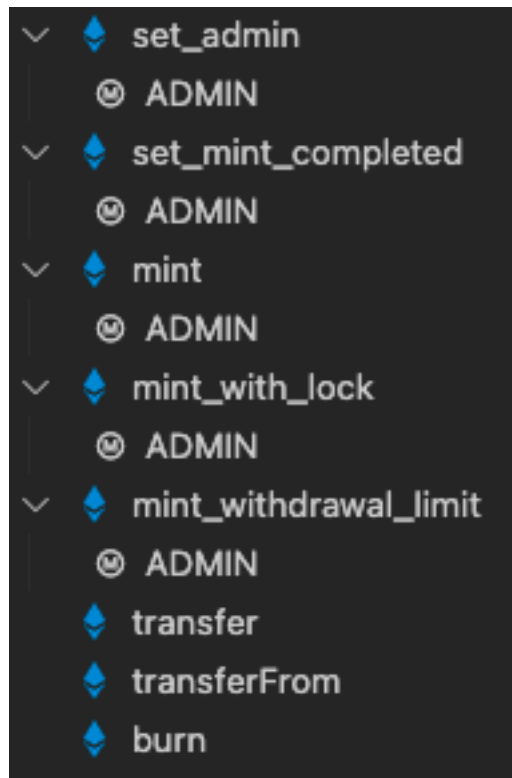 set_admin
ADMIN
set_mint_completed
ADMIN
mint
ADMIN
mint_with_lock
ADMIN
mint_withdrawal_limit
ADMIN
transfer
transferFrom
burn